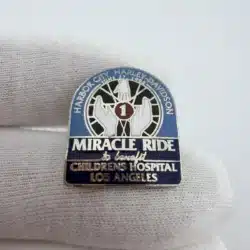 HARBOR CITY HARLEY-DAVIDSON
1
MIRACLE RIDE
to benefit
CHILDRENS HOSPITAL
LOS ANGELES